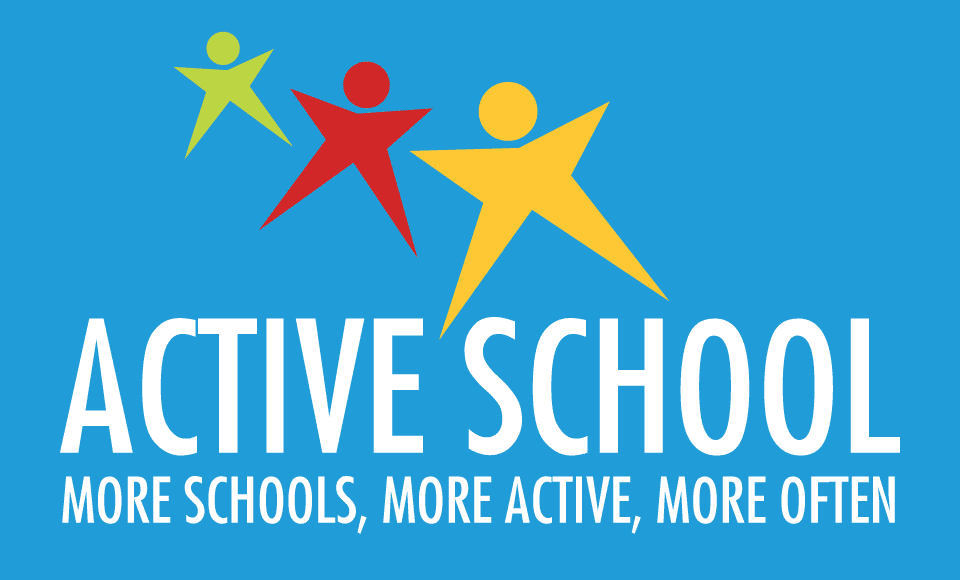 ACTIVE SCHOOL
MORE SCHOOLS, MORE ACTIVE, MORE OFTEN